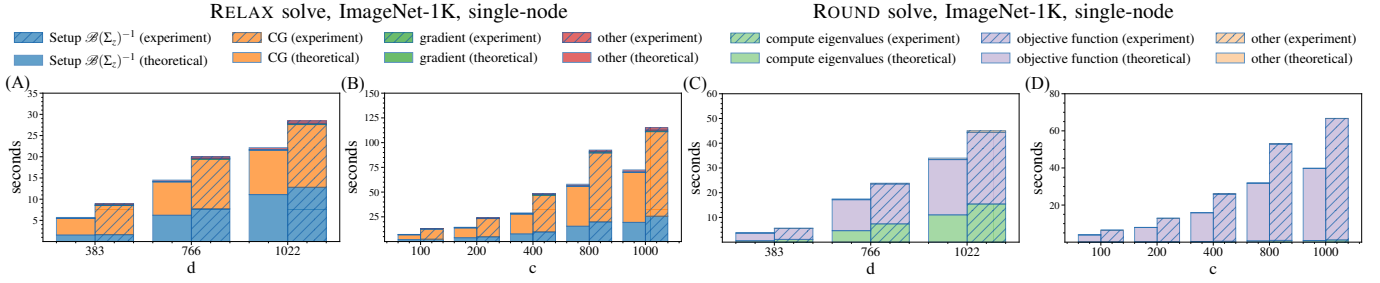 RELAX solve, ImageNet-1K, single-node
ROUND solve, ImageNet-1K, single-node
Setup ℬ(Σz)−1 (experiment)
CG (experiment)
gradient (experiment)
other (experiment)
Setup ℬ(Σz)−1 (theoretical)
CG (theoretical)
gradient (theoretical)
other (theoretical)
compute eigenvalues (experiment)
objective function (experiment)
other (experiment)
compute eigenvalues (theoretical)
objective function (theoretical)
other (theoretical)
(A)
35
30
25
20
15
10
5
seconds
383 766 1022
d
(B)
150
125
100
75
50
25
seconds
100 200 400 800 1000
c
(C)
60
50
40
30
20
10
seconds
383 766 1022
d
(D)
80
60
40
20
seconds
100 200 400 800 1000
c